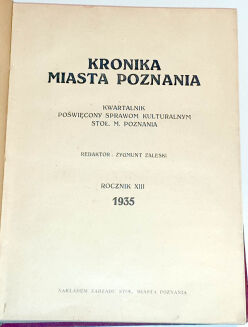 KRONIKA
MIASTA POZNANIA
KWARTALNIK
POŚWIĘCONY SPRAWOM KULTURALNYM
STOŁ. M. POZNANIA
REDAKTOR: ZYGMUNT ZALESKI
ROCZNIK XIII
1935
NAKŁADEM ZARZĄDU STOŁ. MIASTA POZNANIA